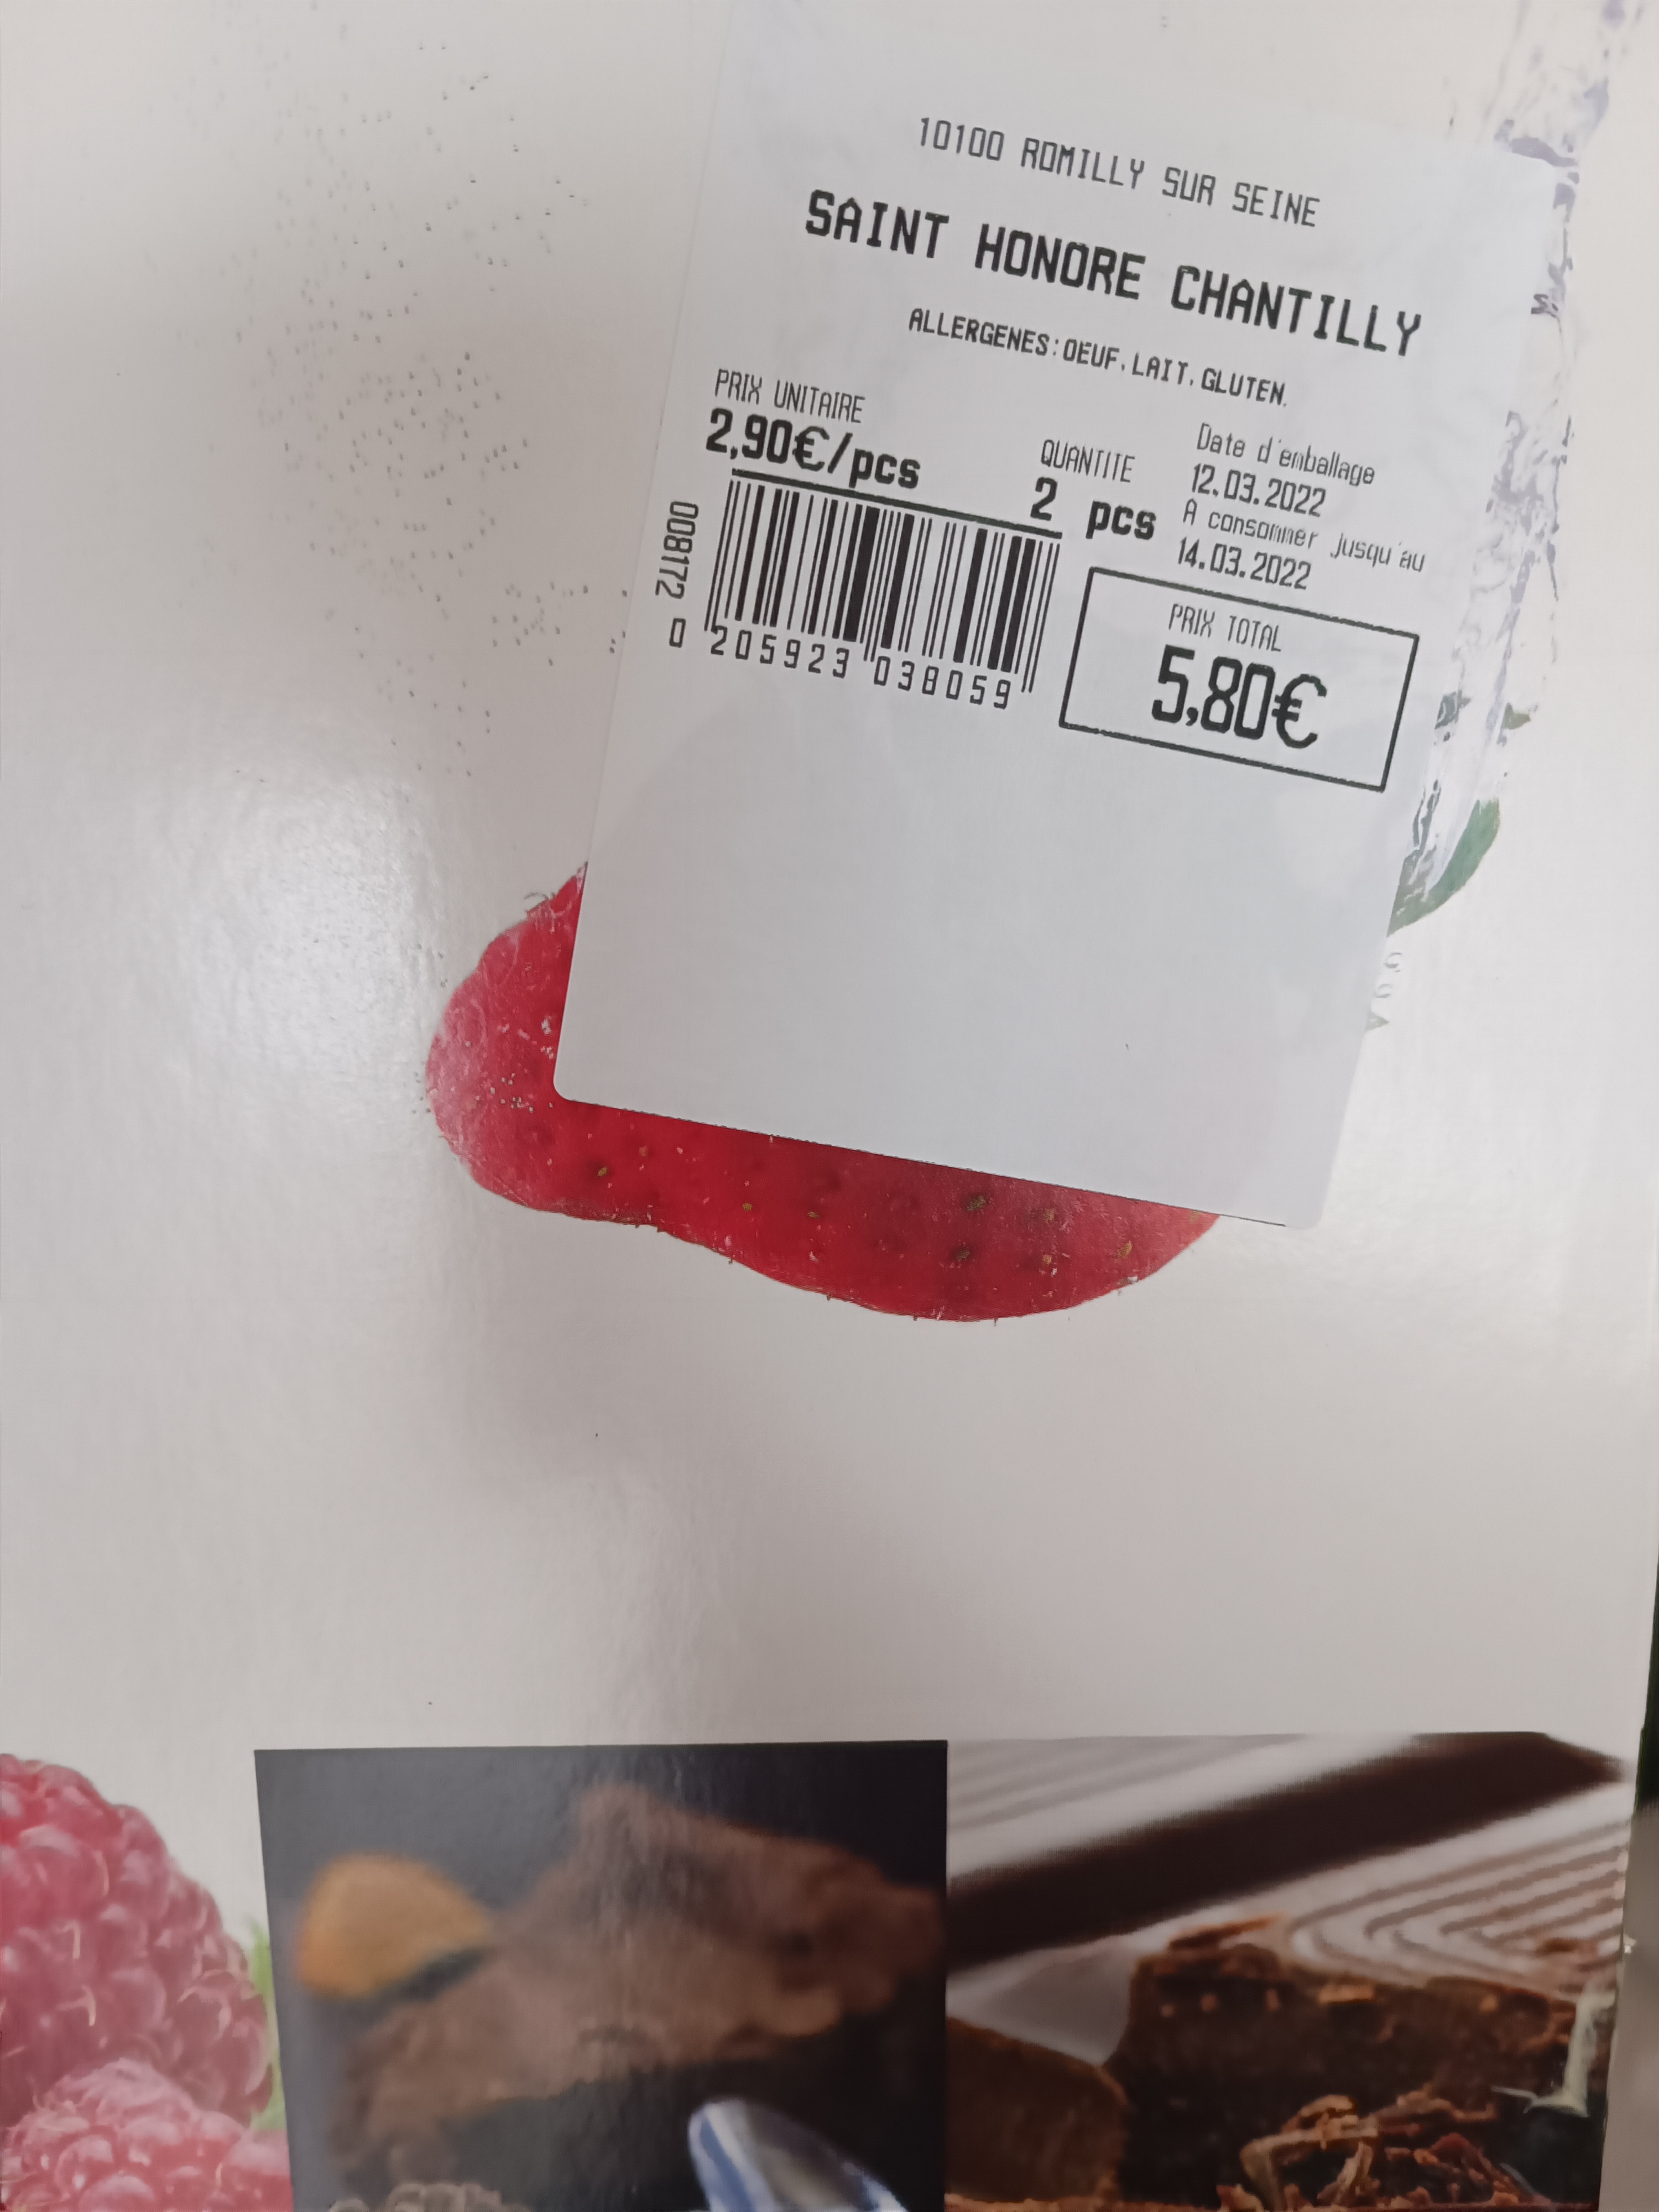 10100 ROMILLY SUR SEINE
SAINT HONORE CHANTILLY
ALLERGENES:OEUF, LAIT, GLUTEN.
PRIX UNITAIRE
2,90€/pcs
QUANTITE
2 pcs
Date d'emballage
12.03.2022
A consommer jusqu'au
14.03.2022
008172
0 205923 038059
PRIX TOTAL
5,80€